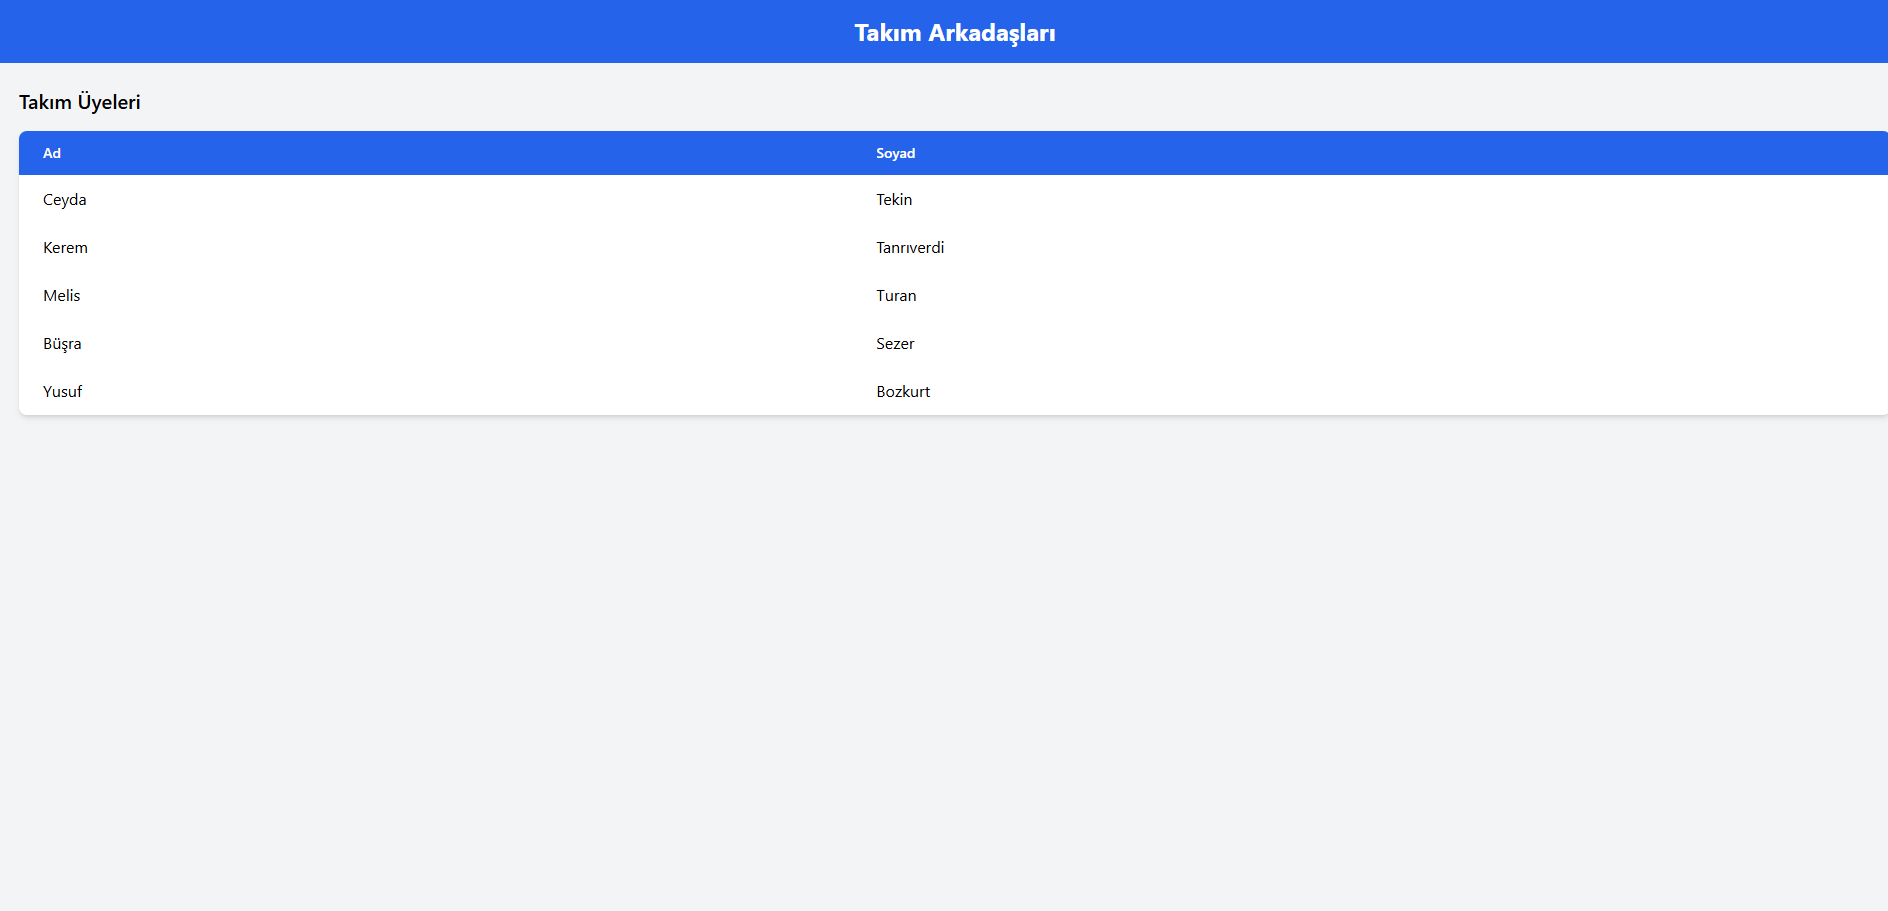 Takım Arkadaşları
Takım Üyeleri
Ad Soyad
Ceyda Tekin
Kerem Tanrıverdi
Melis Turan
Büşra Sezer
Yusuf Bozkurt